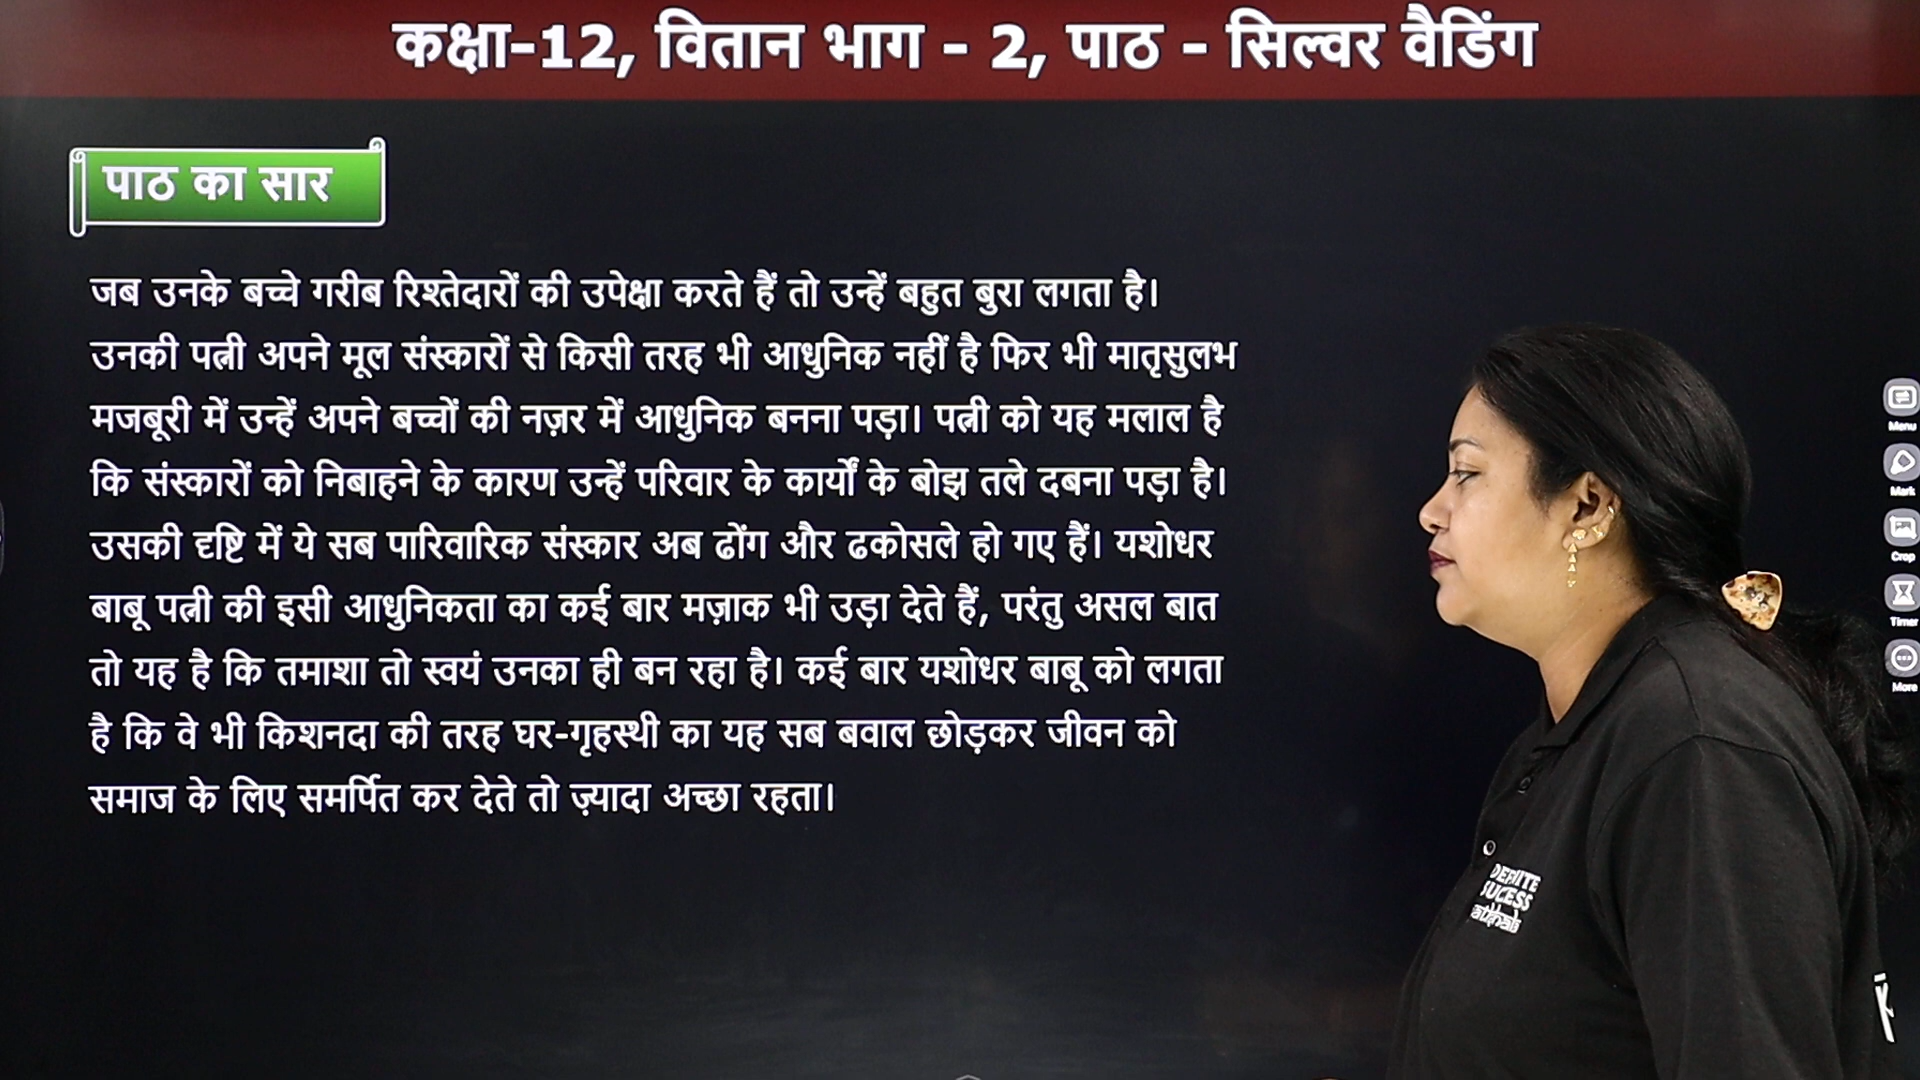 कक्षा-12, वितान भाग - 2, पाठ - सिल्वर वैडिंग
पाठ का सार
जब उनके बच्चे गरीब रिश्तेदारों की उपेक्षा करते हैं तो उन्हें बहुत बुरा लगता है।
उनकी पत्नी अपने मूल संस्कारों से किसी तरह भी आधुनिक नहीं है फिर भी मातृसुलभ
मजबूरी में उन्हें अपने बच्चों की नज़र में आधुनिक बनना पड़ा। पत्नी को यह मलाल है
कि संस्कारों को निबाहने के कारण उन्हें परिवार के कार्यों के बोझ तले दबना पड़ा है।
उसकी दृष्टि में ये सब पारिवारिक संस्कार अब ढोंग और ढकोसले हो गए हैं। यशोधर
बाबू पत्नी की इसी आधुनिकता का कई बार मज़ाक भी उड़ा देते हैं, परंतु असल बात
तो यह है कि तमाशा तो स्वयं उनका ही बन रहा है। कई बार यशोधर बाबू को लगता
है कि वे भी किशनदा की तरह घर-गृहस्थी का यह सब बवाल छोड़कर जीवन को
समाज के लिए समर्पित कर देते तो ज़्यादा अच्छा रहता।
Menu
Mark
Crop
Timer
More